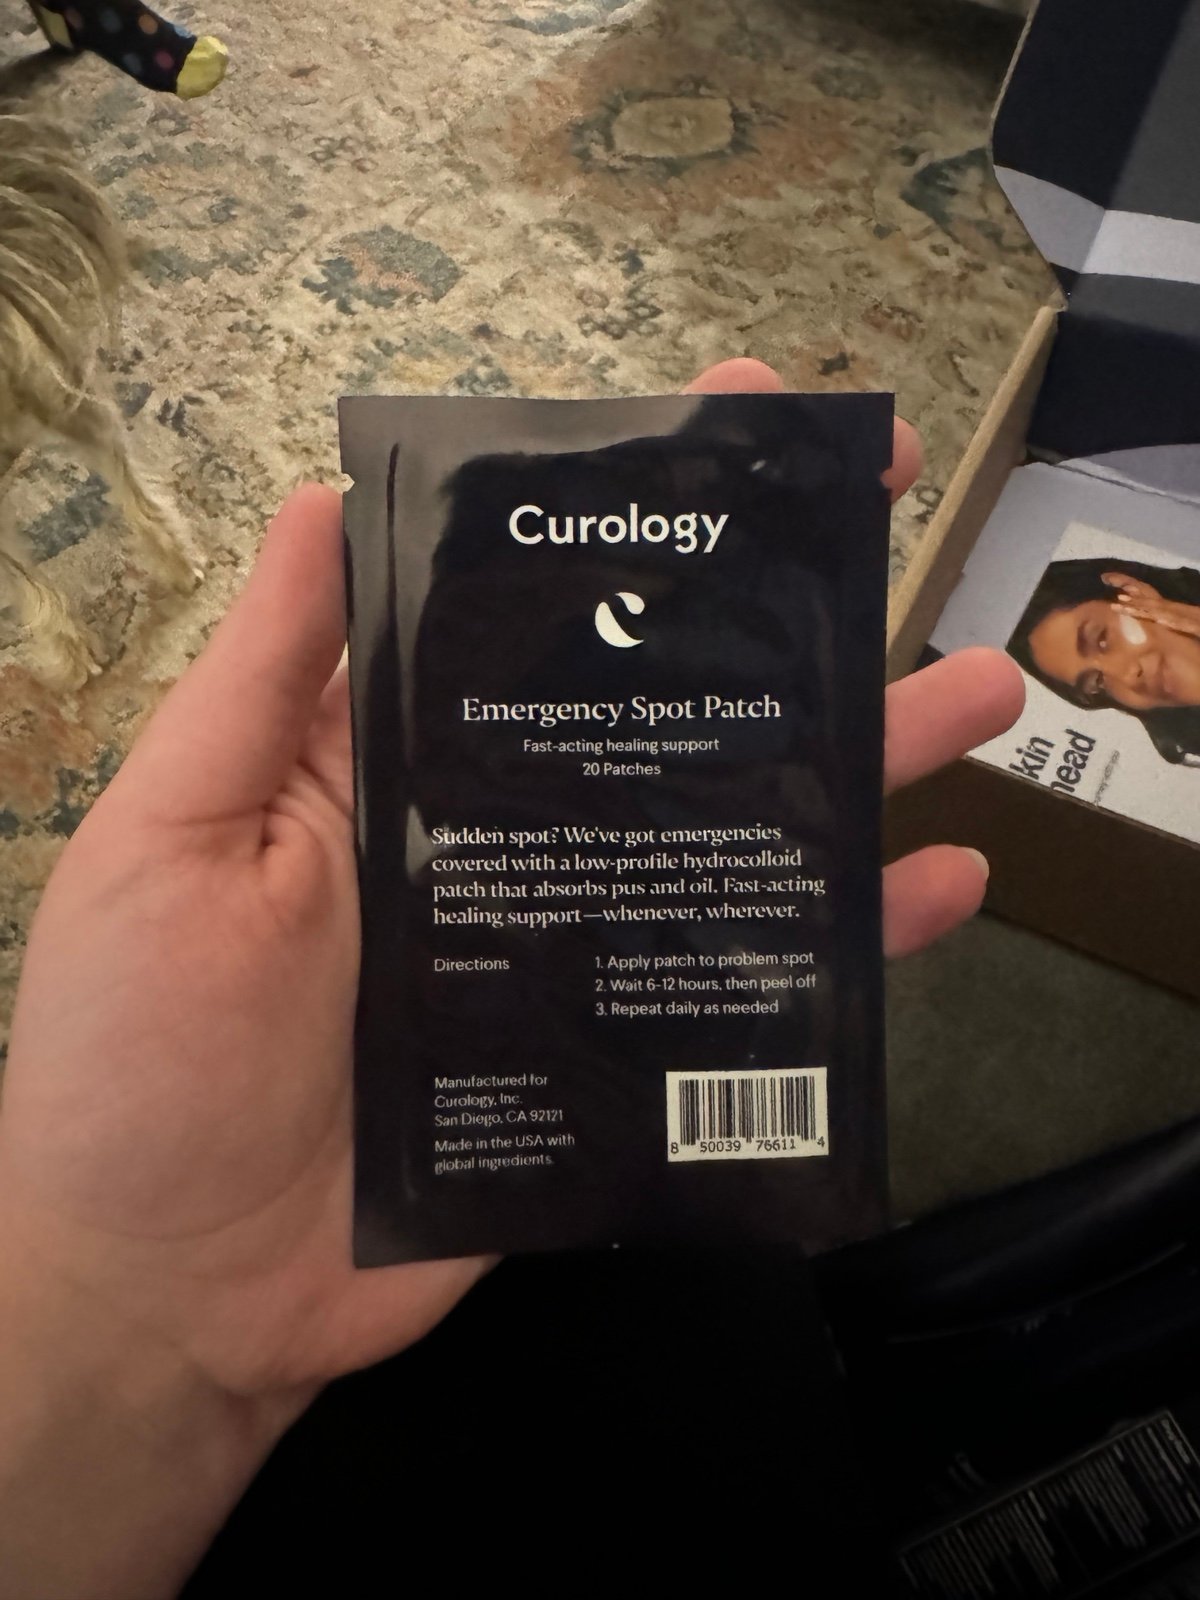 Curology
Emergency Spot Patch
Fast-acting healing support
20 Patches
Sudden spot? We've got emergencies
covered with a low-profile hydrocolloid
patch that absorbs pus and oil. Fast-acting
healing support—whenever, wherever.
Directions
1. Apply patch to problem spot
2. Wait 6-12 hours, then peel off
3. Repeat daily as needed
Manufactured for
Curology, Inc.
San Diego, CA 92121
Made in the USA with
global ingredients.
8 50039 76611 4
kin
head